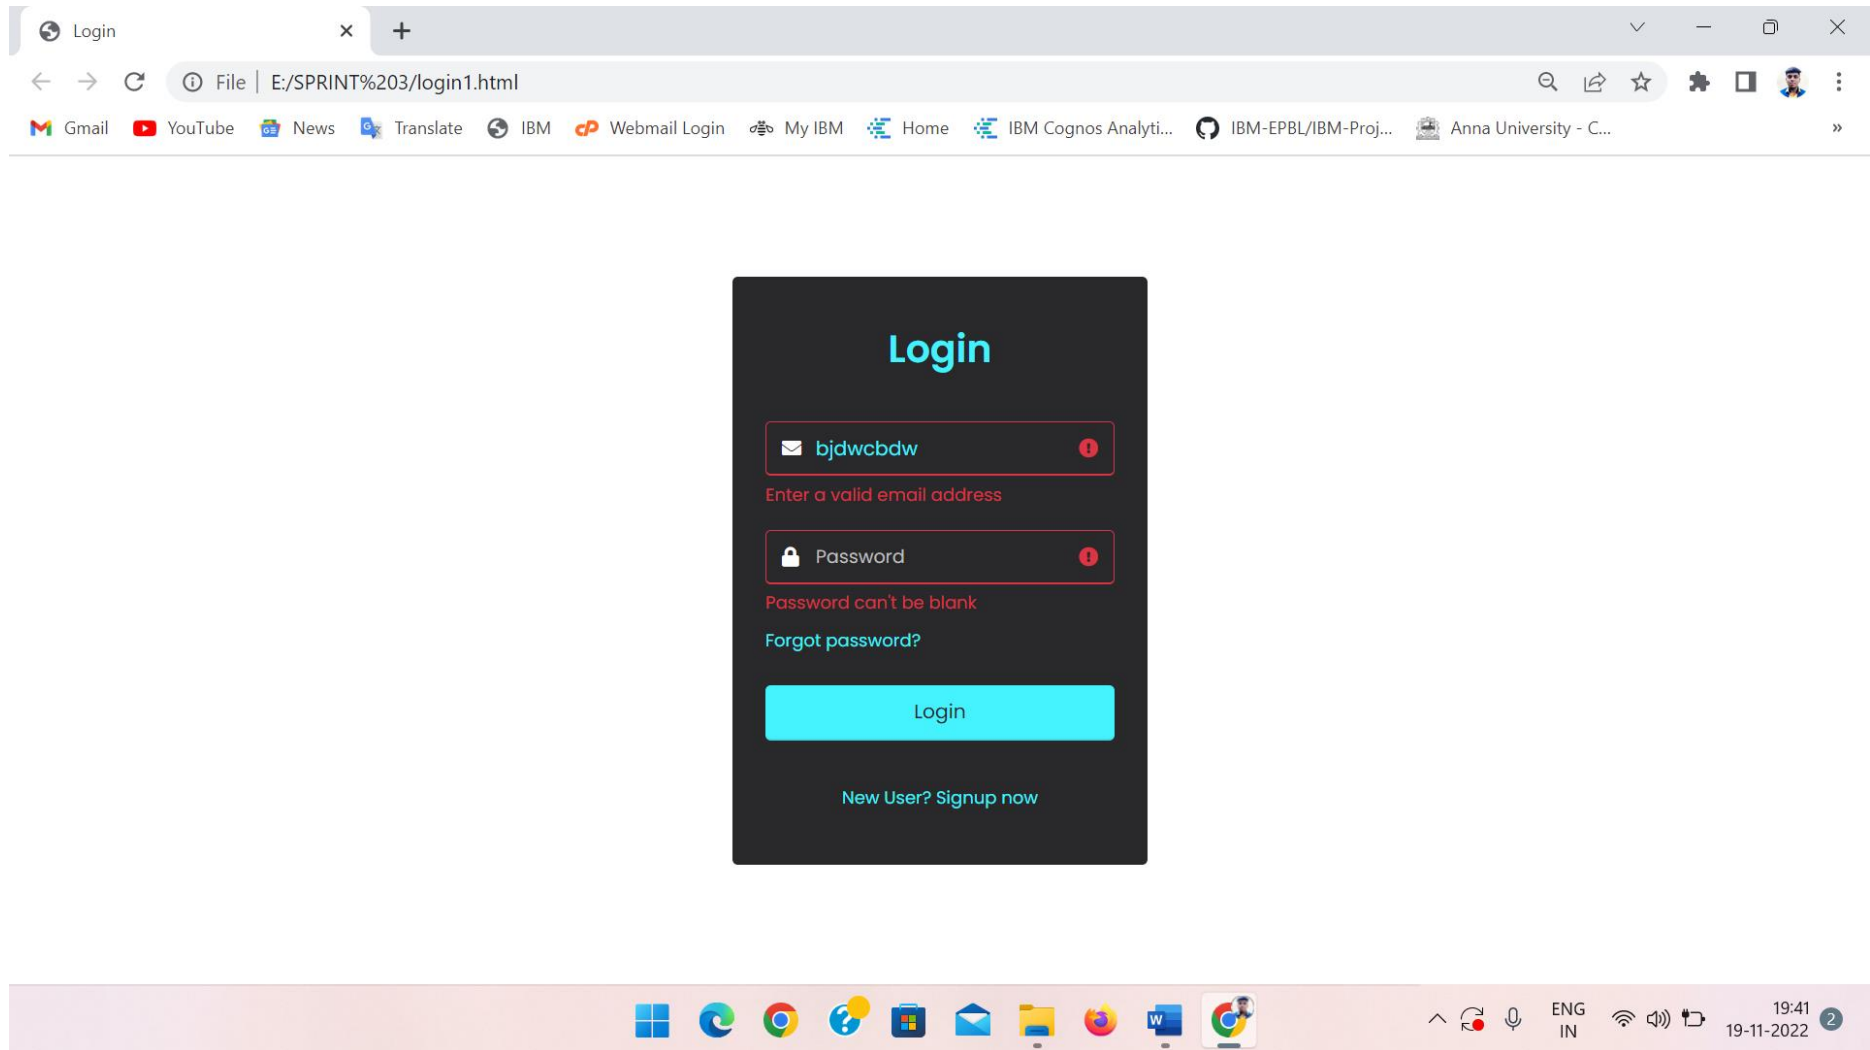 Login
File E:/SPRINT%203/login1.html
Gmail YouTube News Translate IBM Webmail Login My IBM Home IBM Cognos Analyti... IBM-EPBL/IBM-Proj... Anna University - C... »
Login
bjdwcbdw
Enter a valid email address
Password
Password can't be blank
Forgot password?
Login
New User? Signup now
ENG
IN
19:41
19-11-2022
2